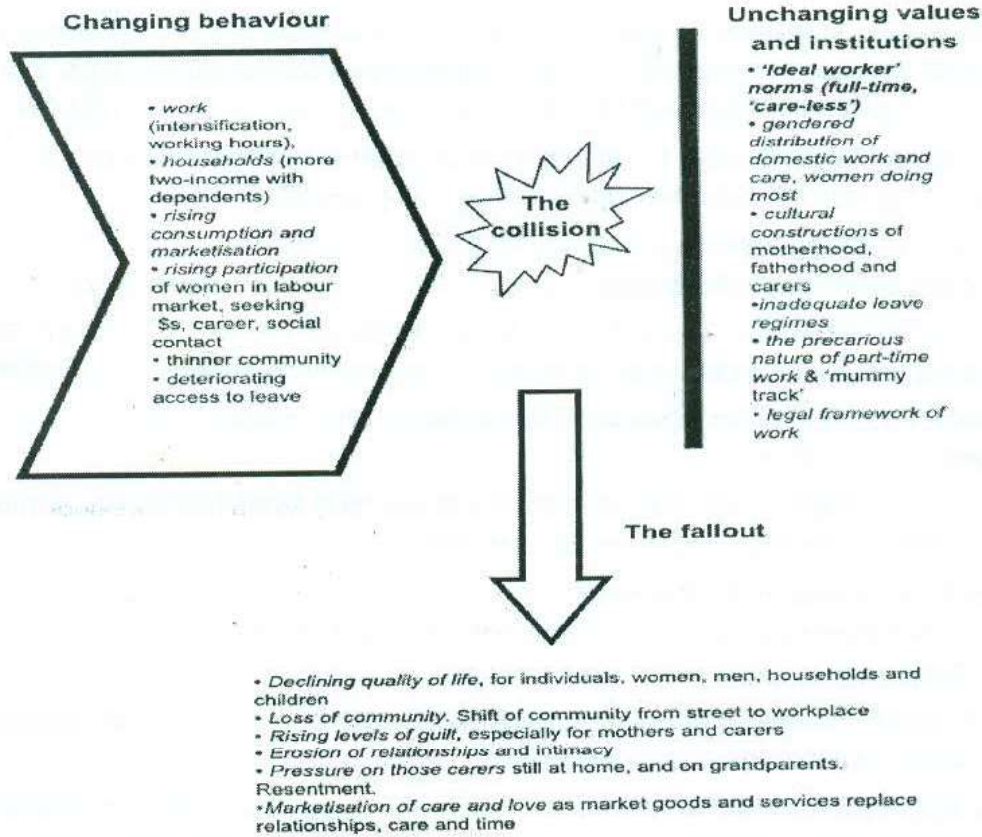 Changing behaviour
• work
(intensification,
working hours),
• households (more
two-income with
dependents)
• rising
consumption and
marketisation
• rising participation
of women in labour
market, seeking
$s, career, social
contact
• thinner community
• deteriorating
access to leave
The
collision
Unchanging values
and institutions
• ‘Ideal worker’
norms (full-time,
‘care-less’)
• gendered
distribution of
domestic work and
care, women doing
most
• cultural
constructions of
motherhood,
fatherhood and
carers
•inadequate leave
regimes
• the precarious
nature of part-time
work & ‘mummy
track’
• legal framework of
work
The fallout
• Declining quality of life, for individuals, women, men, households and
children
• Loss of community. Shift of community from street to workplace
• Rising levels of guilt, especially for mothers and carers
• Erosion of relationships and intimacy
• Pressure on those carers still at home, and on grandparents.
Resentment.
•Marketisation of care and love as market goods and services replace
relationships, care and time